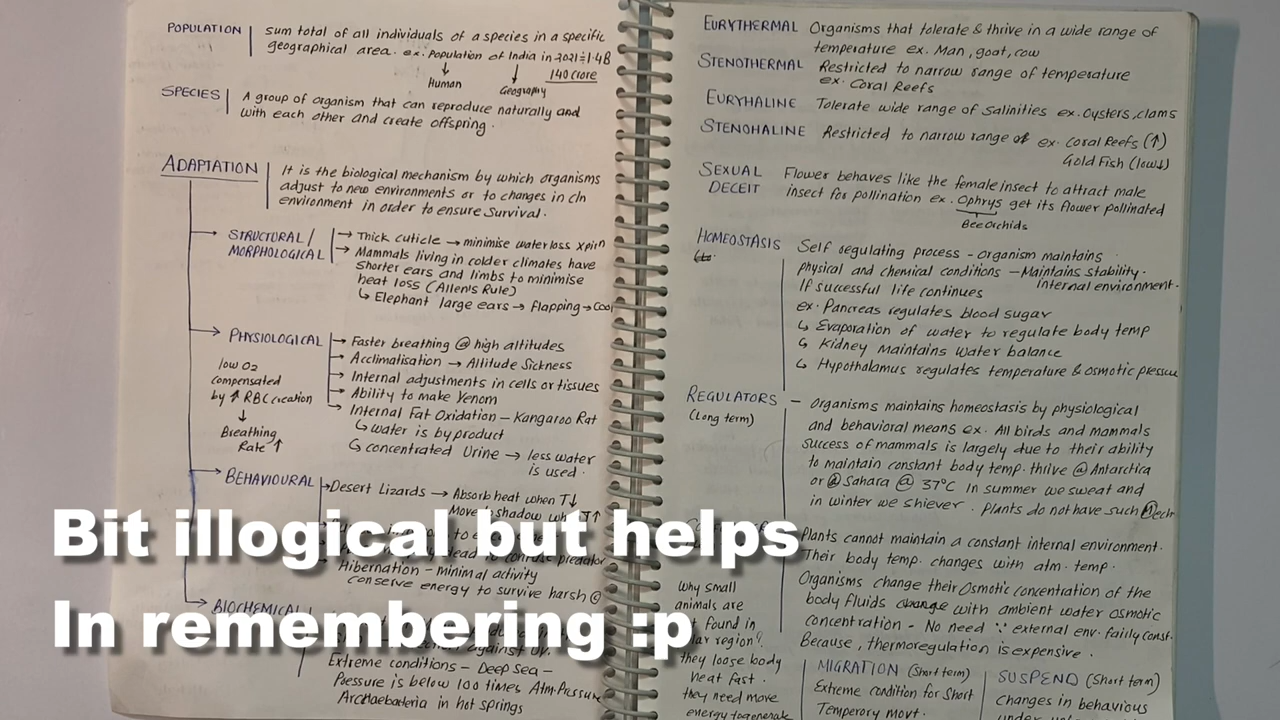 POPULATION
sum total of all individuals of a species in a specific
geographical area. ex. Population of India in 2021 = 1.4B
Human
Geography
140 crore
SPECIES
A group of organism that can reproduce naturally and
with each other and create offspring.
ADAPTATION
It is the biological mechanism by which organisms
adjust to new environments or to changes in
environment in order to ensure Survival.
STRUCTURAL/
MORPHOLOGICAL
→ Thick cuticle → minimise water loss
→ Mammals living in colder climates have
shorter ears and limbs to minimise
heat loss (Allen's Rule)
↳ Elephant large ears → Flapping → Cool
PHYSIOLOGICAL
→ Faster breathing @ high altitudes
→ Acclimatisation → Altitude Sickness
→ Internal adjustments in cells or tissues
→ Ability to make Venom
→ Internal Fat Oxidation - Kangaroo Rat
↳ water is by product
↳ concentrated Urine → less water
is used.
low O2
compensated
by ↑ RBC creation
↓
Breathing
Rate ↑
BEHAVIOURAL
→ Desert Lizards → Absorb heat when T↓
Move shadow T↑
to confuse predator
Hibernation - minimal activity
conserve energy to survive harsh
BIOCHEMICAL
against UV.
Extreme conditions - Deep Sea -
Pressure is below 100 times Atm. Pressure
Archaebacteria in hot springs
EURYTHERMAL
Organisms that tolerate & thrive in a wide range of
temperature ex. Man, goat, cow
STENOTHERMAL
Restricted to narrow range of temperature
ex. Coral Reefs
EURYHALINE
Tolerate wide range of Salinities ex. Oysters, clams
STENOHALINE
Restricted to narrow range of ex. Coral Reefs (↑)
Gold Fish (low↓)
SEXUAL
DECEIT
Flower behaves like the female insect to attract male
insect for pollination ex. Ophrys get its flower pollinated
Bee Orchids
HOMEOSTASIS
Self regulating process - Organism maintains
physical and chemical conditions - Maintains stability.
Internal environment.
If successful life continues
ex. Pancreas regulates blood sugar
↳ Evaporation of water to regulate body temp
↳ Kidney Maintains Water balance
↳ Hypothalamus regulates temperature & osmotic pressure
REGULATORS -
(Long term)
Organisms maintains homeostasis by physiological
and behavioral means ex. All birds and mammals
success of mammals is largely due to their ability
to maintain constant body temp. thrive @ Antarctica
or @ Sahara @ 37°C In summer we sweat and
in winter we shiever. Plants do not have such
Plants cannot maintain a constant internal environment.
Their body temp. changes with atm. temp.
Organisms change their Osmotic concentration of the
body fluids change with ambient water osmotic
concentration - No need ∵ external env. fairly const.
Because, thermoregulation is expensive.
Why small
animals are
found in
region?
they loose body
heat fast.
they need move
energy to generate
MIGRATION (Short term)
Extreme condition for Short
Temporery movt.
SUSPEND (Short term)
changes in behavious
Bit illogical but helps
In remembering :p